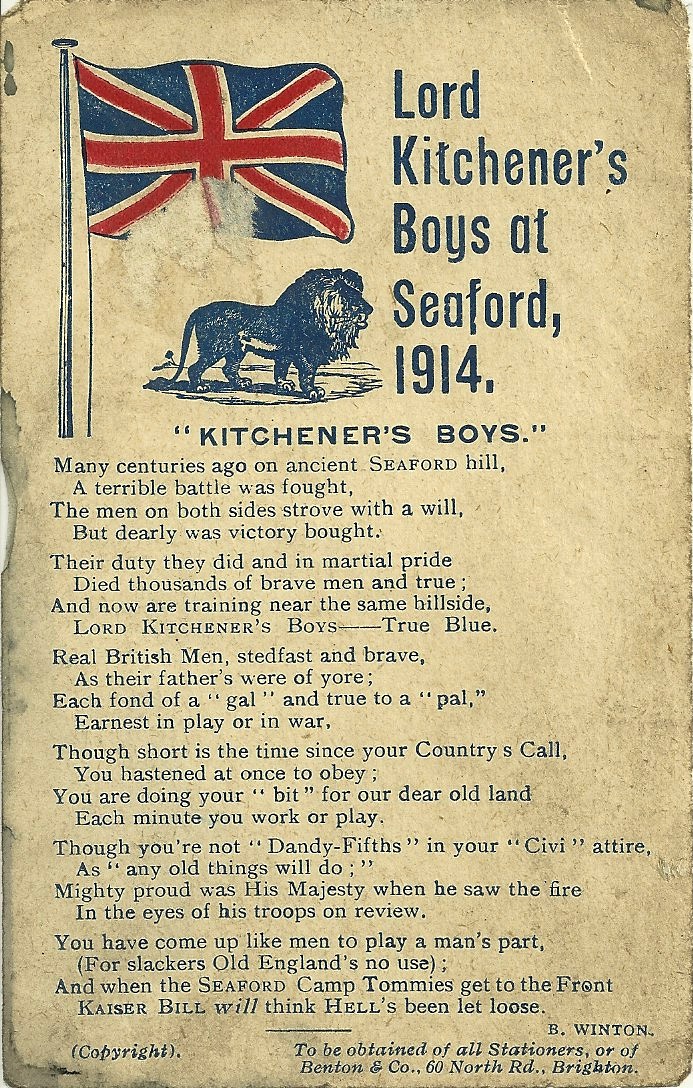 Lord
Kitchener's
Boys at
Seaford,
1914.
"KITCHENER'S BOYS."
Many centuries ago on ancient SEAFORD hill,
A terrible battle was fought,
The men on both sides strove with a will,
But dearly was victory bought.
Their duty they did and in martial pride
Died thousands of brave men and true;
And now are training near the same hillside,
LORD KITCHENER'S BOYS——True Blue.
Real British Men, stedfast and brave,
As their father's were of yore;
Each fond of a "gal" and true to a "pal,"
Earnest in play or in war,
Though short is the time since your Country s Call,
You hastened at once to obey;
You are doing your "bit" for our dear old land
Each minute you work or play.
Though you're not "Dandy-Fifths" in your "Civi" attire,
As "any old things will do;"
Mighty proud was His Majesty when he saw the fire
In the eyes of his troops on review.
You have come up like men to play a man's part,
(For slackers Old England's no use);
And when the SEAFORD Camp Tommies get to the Front
KAISER BILL will think HELL's been let loose.
B. WINTON.
(Copyright).
To be obtained of all Stationers, or of
Benton & Co., 60 North Rd., Brighton.